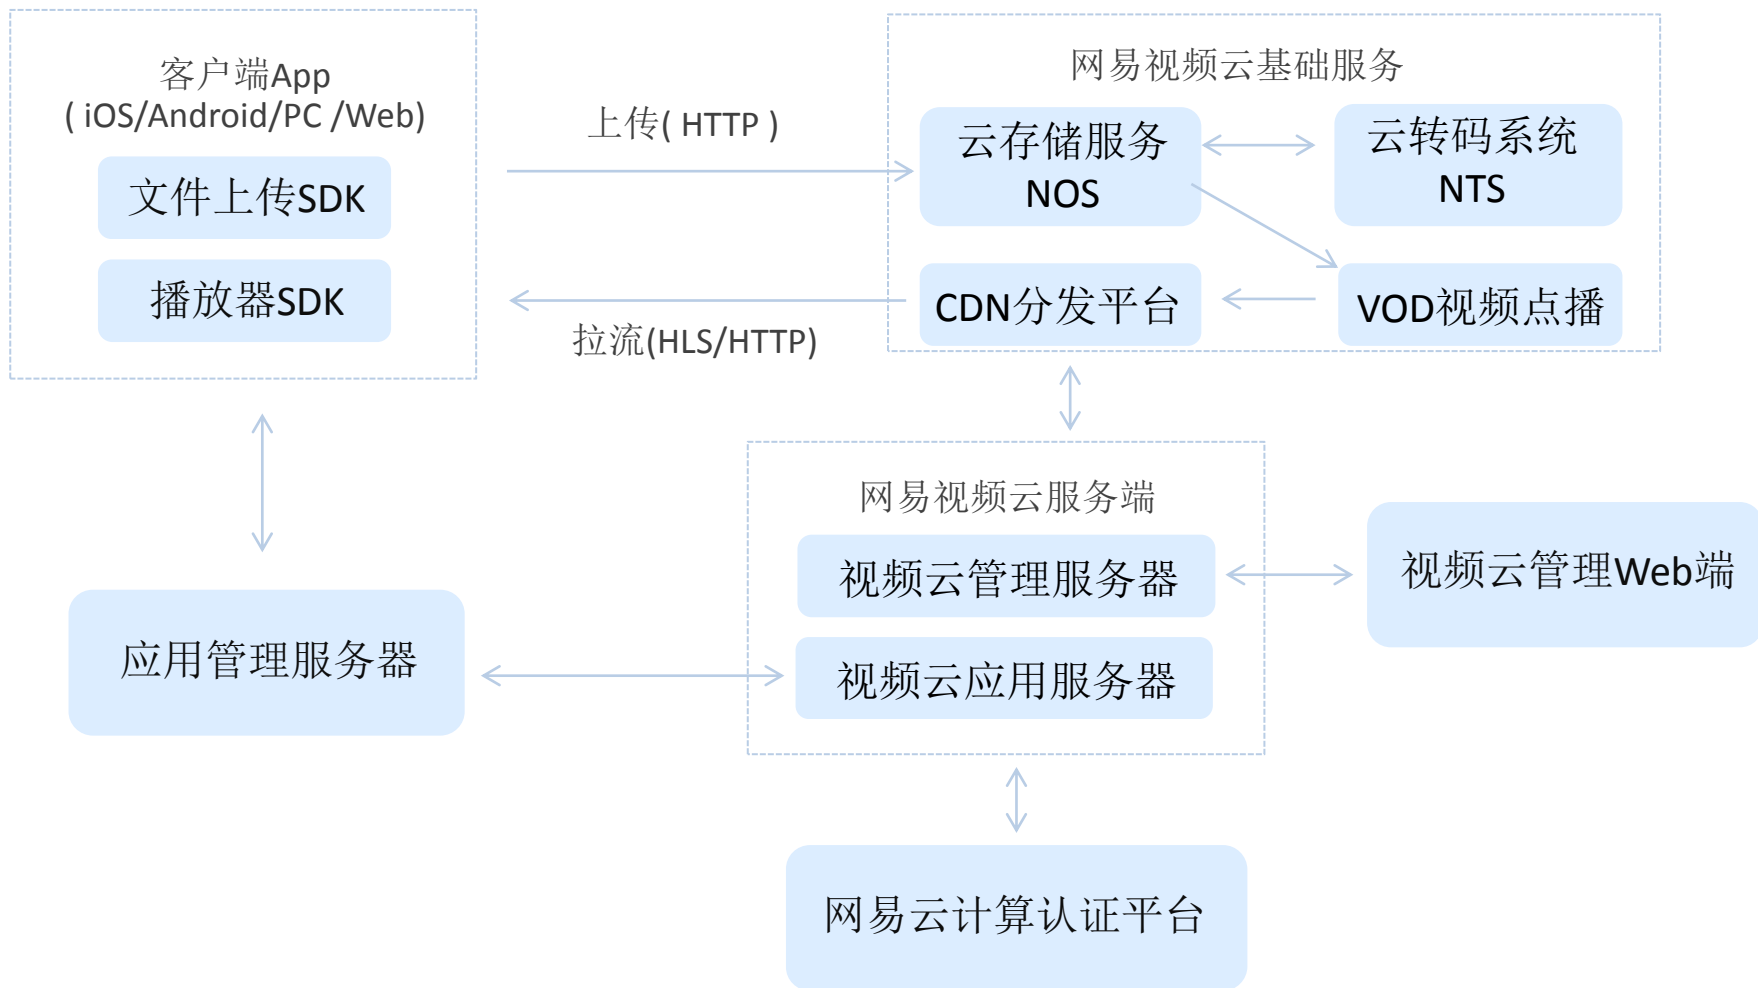 客户端App
( iOS/Android/PC /Web)
文件上传SDK
播放器SDK
上传( HTTP )
拉流(HLS/HTTP)
网易视频云基础服务
云存储服务
NOS
云转码系统
NTS
CDN分发平台
VOD视频点播
网易视频云服务端
视频云管理服务器
视频云应用服务器
视频云管理Web端
应用管理服务器
网易云计算认证平台